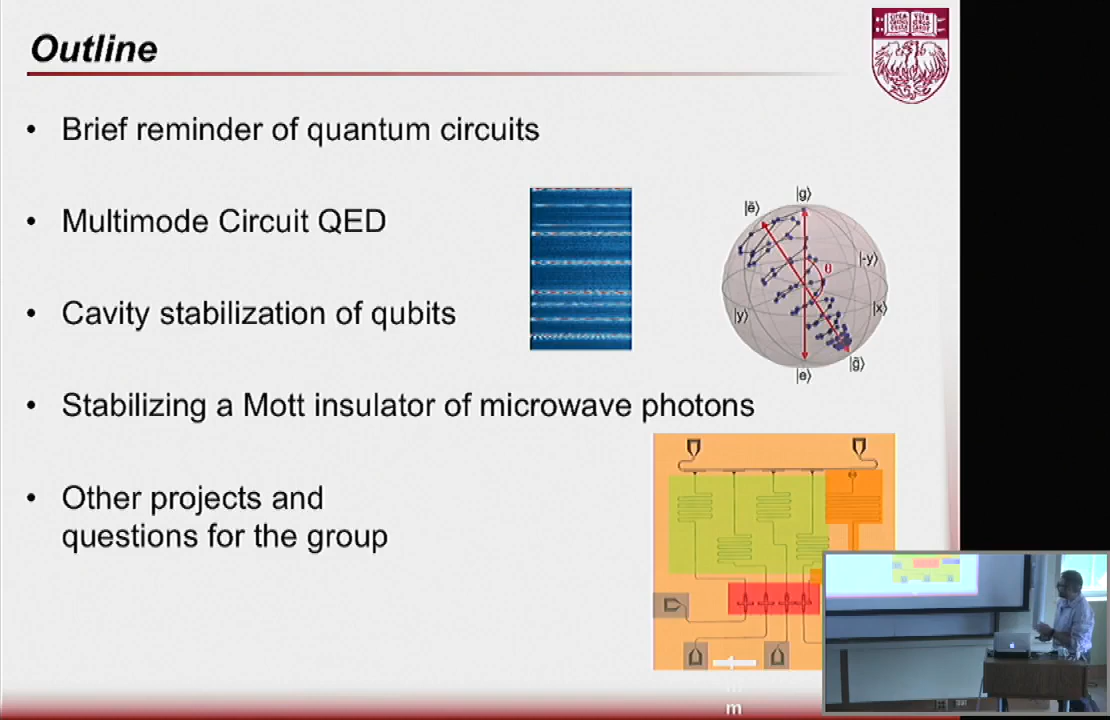 Outline
• Brief reminder of quantum circuits
• Multimode Circuit QED
• Cavity stabilization of qubits
• Stabilizing a Mott insulator of microwave photons
• Other projects and
questions for the group
|g⟩
|ẽ⟩
|-y⟩
θ
|y⟩
|x⟩
|g̃⟩
|e⟩
m